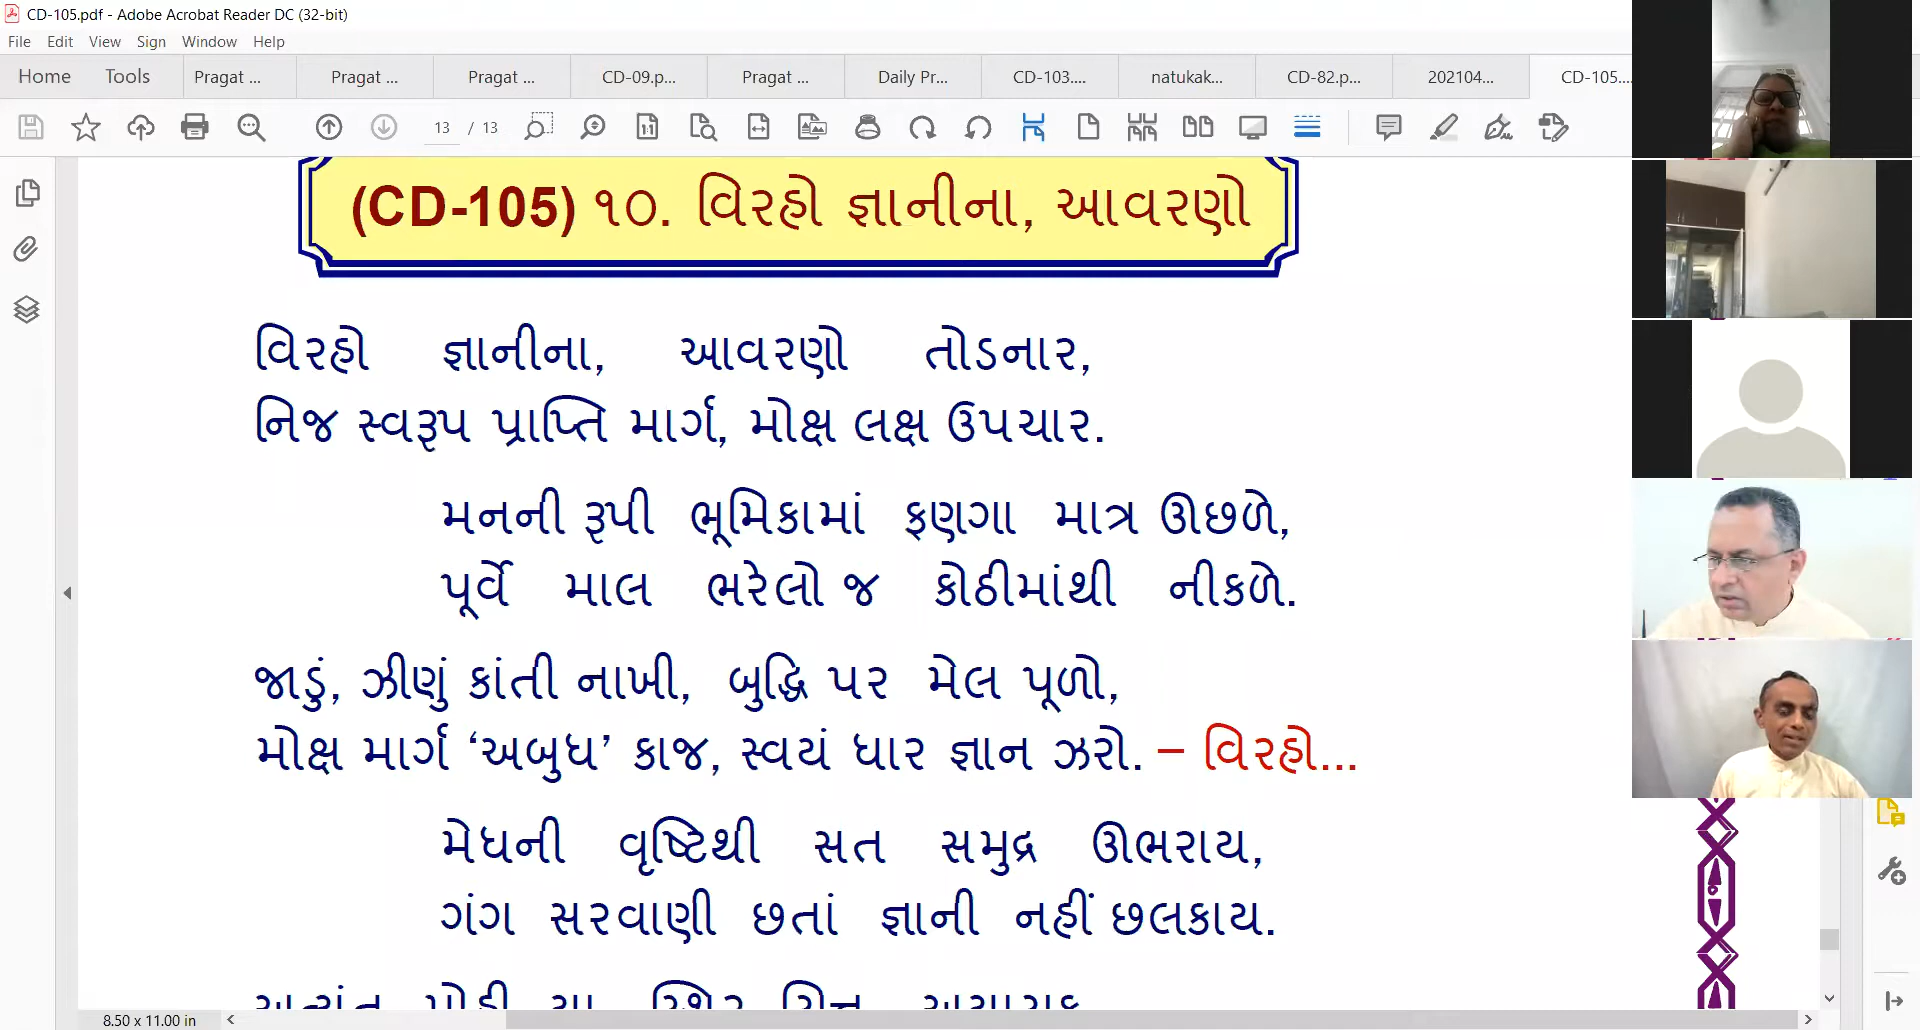 CD-105.pdf - Adobe Acrobat Reader DC (32-bit)
File Edit View Sign Window Help
Home Tools Pragat ... Pragat ... Pragat ... CD-09.p... Pragat ... Daily Pr... CD-103.... natukak... CD-82.p... 202104... CD-105....
13 / 13
(CD-105) ૧૦. વિરહો જ્ઞાનીના, આવરણો
વિરહો જ્ઞાનીના, આવરણો તોડનાર,
નિજ સ્વરૂપ પ્રાપ્તિ માર્ગ, મોક્ષ લક્ષ ઉપચાર.
મનની રૂપી ભૂમિકામાં ફણગા માત્ર ઊછળે,
પૂર્વે માલ ભરેલો જ કોઠીમાંથી નીકળે.
જાડું, ઝીણું કાંતી નાખી, બુદ્ધિ પર મેલ પૂળો,
મોક્ષ માર્ગ ‘અબુધ’ કાજ, સ્વયં ધાર જ્ઞાન ઝરો. – વિરહો...
મેઘની વૃષ્ટિથી સત સમુદ્ર ઊભરાય,
ગંગ સરવાણી છતાં જ્ઞાની નહીં છલકાય.
8.50 x 11.00 in